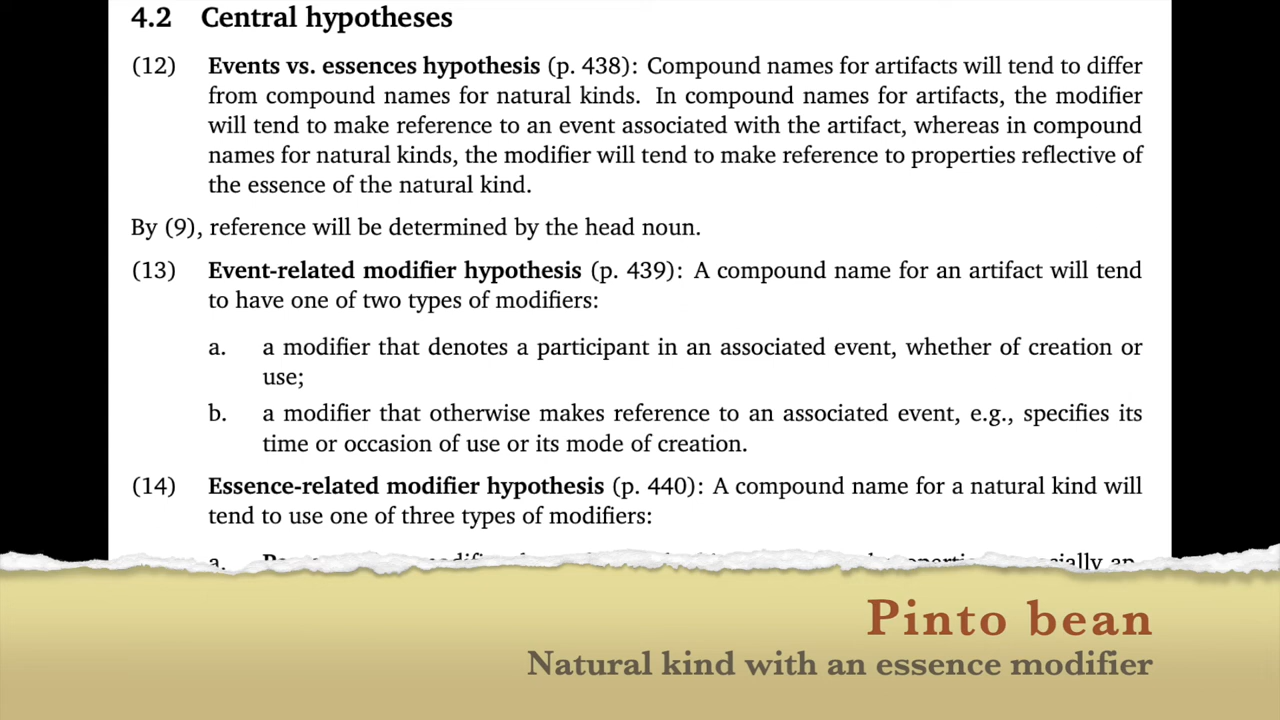 4.2 Central hypotheses
(12) Events vs. essences hypothesis (p. 438): Compound names for artifacts will tend to differ
from compound names for natural kinds. In compound names for artifacts, the modifier
will tend to make reference to an event associated with the artifact, whereas in compound
names for natural kinds, the modifier will tend to make reference to properties reflective of
the essence of the natural kind.
By (9), reference will be determined by the head noun.
(13) Event-related modifier hypothesis (p. 439): A compound name for an artifact will tend
to have one of two types of modifiers:
a. a modifier that denotes a participant in an associated event, whether of creation or
use;
b. a modifier that otherwise makes reference to an associated event, e.g., specifies its
time or occasion of use or its mode of creation.
(14) Essence-related modifier hypothesis (p. 440): A compound name for a natural kind will
tend to use one of three types of modifiers:
a.
Pinto bean
Natural kind with an essence modifier